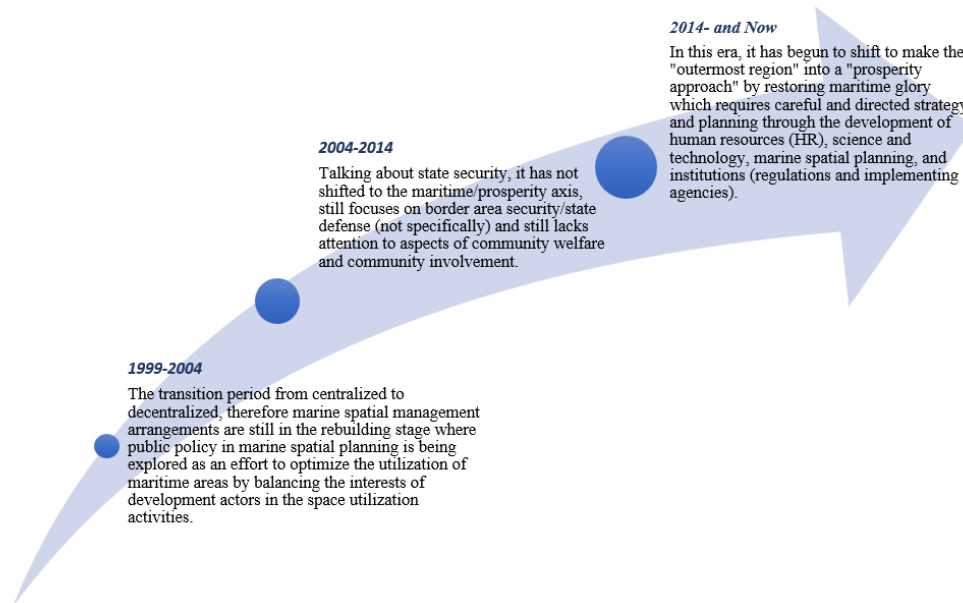 2014- and Now
In this era, it has begun to shift to make the
"outermost region" into a "prosperity
approach" by restoring maritime glory
which requires careful and directed strategy
and planning through the development of
human resources (HR), science and
technology, marine spatial planning, and
institutions (regulations and implementing
agencies).
2004-2014
Talking about state security, it has not
shifted to the maritime/prosperity axis,
still focuses on border area security/state
defense (not specifically) and still lacks
attention to aspects of community welfare
and community involvement.
1999-2004
The transition period from centralized to
decentralized, therefore marine spatial management
arrangements are still in the rebuilding stage where
public policy in marine spatial planning is being
explored as an effort to optimize the utilization of
maritime areas by balancing the interests of
development actors in the space utilization
activities.